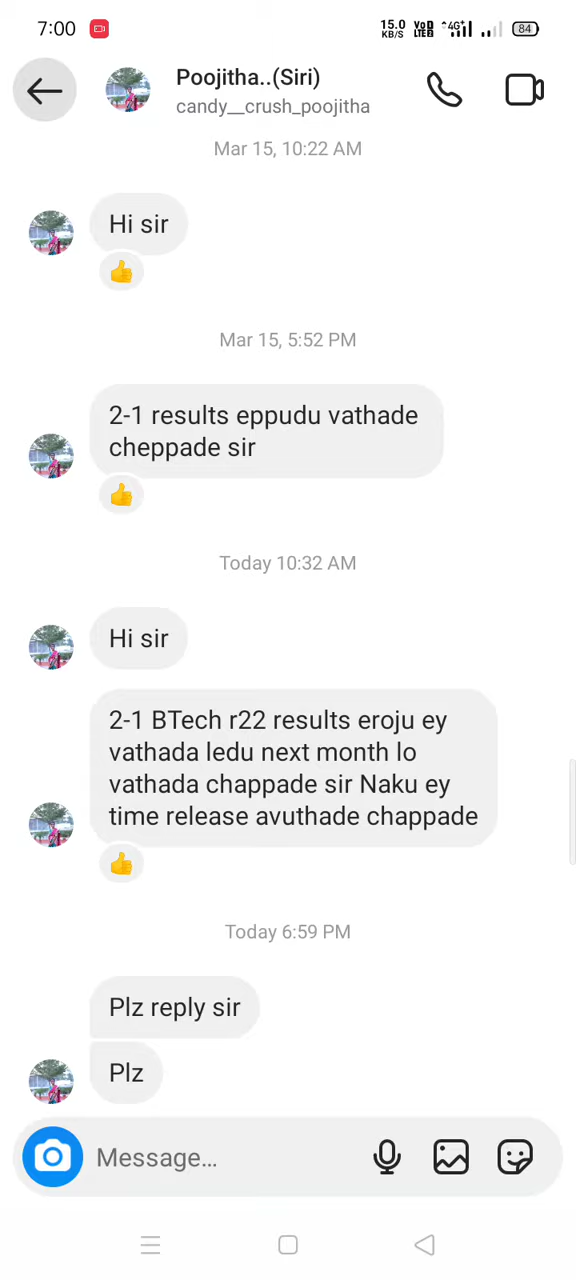 7:00
15.0 KB/S VoD LTE2 4G+ 84
Poojitha..(Siri)
candy__crush_poojitha
Mar 15, 10:22 AM
Hi sir
Mar 15, 5:52 PM
2-1 results eppudu vathade
cheppade sir
Today 10:32 AM
Hi sir
2-1 BTech r22 results eroju ey
vathada ledu next month lo
vathada chappade sir Naku ey
time release avuthade chappade
Today 6:59 PM
Plz reply sir
Plz
Message...